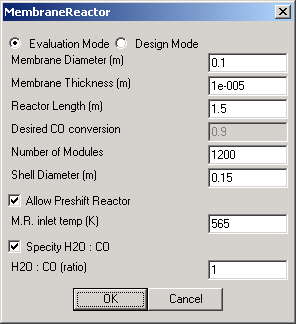 MembraneReactor
Evaluation Mode Design Mode
Membrane Diameter (m) 0.1
Membrane Thickness (m) 1e-005
Reactor Length (m) 1.5
Desired CO conversion 0.9
Number of Modules 1200
Shell Diameter (m) 0.15
Allow Preshift Reactor
M.R. inlet temp (K) 565
Specity H2O : CO
H2O : CO (ratio) 1
OK Cancel